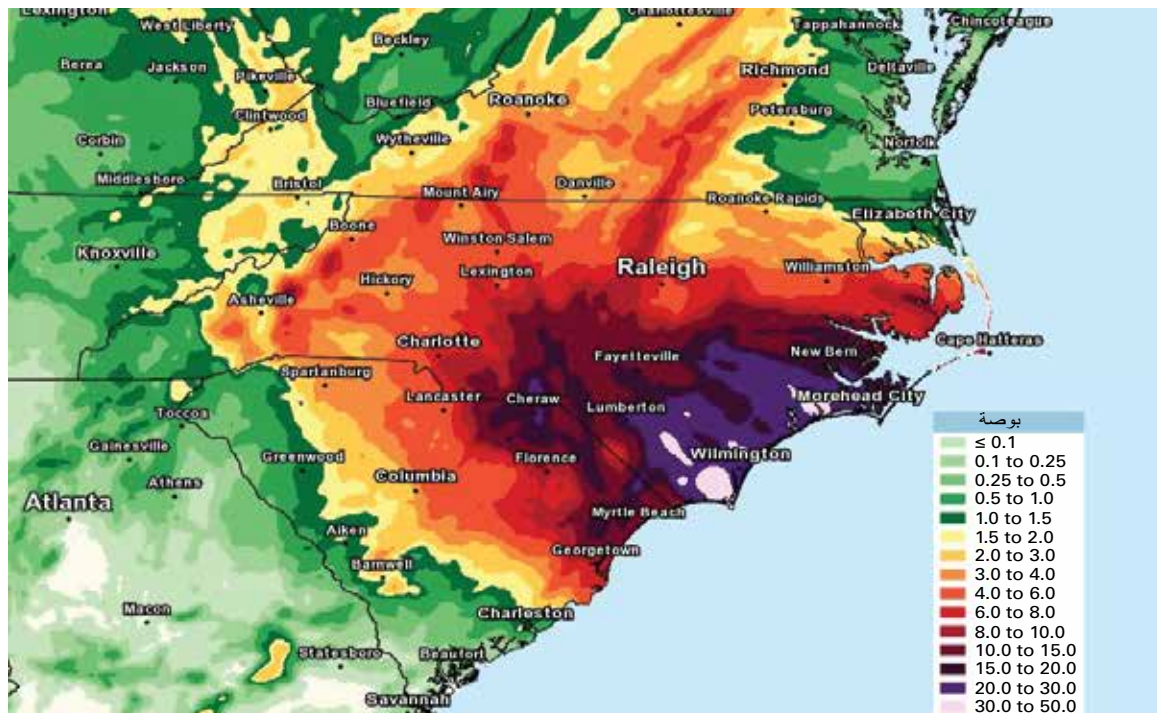 Lexington
West Liberty
Beckley
Charlottesville
Tappahannock
Chincoteague
Berea
Jackson
Pikeville
Richmond
Deltaville
Bluefield
Roanoke
Clintwood
Petersburg
Corbin
Wytheville
Norfolk
Middlesboro
Bristol
Mount Airy
Danville
Roanoke Rapids
Elizabeth City
Boone
Knoxville
Winston Salem
Hickory
Lexington
Raleigh
Williamston
Asheville
Charlotte
Fayetteville
New Bern
Cape Hatteras
Spartanburg
Lancaster
Cheraw
Lumberton
Morehead City
Toccoa
Gainesville
Greenwood
Florence
Wilmington
Athens
Columbia
Atlanta
Myrtle Beach
Aiken
Georgetown
Barnwell
Macon
Charleston
Statesboro
Beaufort
Savannah
بوصة
≤ 0.1
0.1 to 0.25
0.25 to 0.5
0.5 to 1.0
1.0 to 1.5
1.5 to 2.0
2.0 to 3.0
3.0 to 4.0
4.0 to 6.0
6.0 to 8.0
8.0 to 10.0
10.0 to 15.0
15.0 to 20.0
20.0 to 30.0
30.0 to 50.0